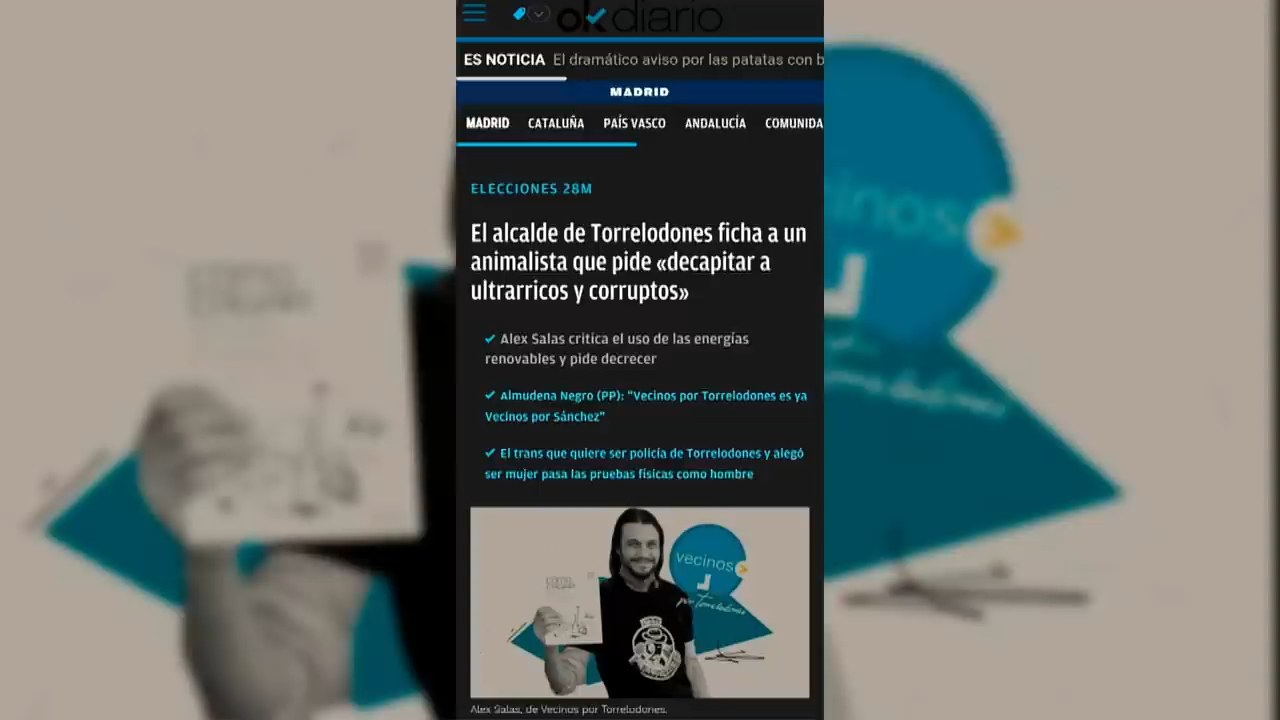 okdiario
ES NOTICIA El dramático aviso por las patatas con b
MADRID
MADRID CATALUÑA PAÍS VASCO ANDALUCÍA COMUNIDA
ELECCIONES 28M
El alcalde de Torrelodones ficha a un
animalista que pide «decapitar a
ultrarricos y corruptos»
✔ Alex Salas critica el uso de las energías
renovables y pide decrecer
✔ Almudena Negro (PP): "Vecinos por Torrelodones es ya
Vecinos por Sánchez"
✔ El trans que quiere ser policía de Torrelodones y alegó
ser mujer pasa las pruebas físicas como hombre
vecinos
por Torrelodones
Alex Salas, de Vecinos por Torrelodones.